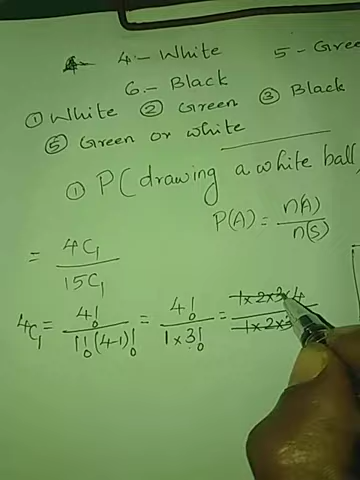 4 - White 5 - Gree
6 - Black
① White ② Green ③ Black
⑤ Green or white
① P(drawing a white ball,
P(A) = n(A) / n(S)
= 4C₁ / 15C₁
4C₁ = 4! / 1!(4-1)! = 4! / 1×3! = 1×2×3×4 / 1×2×3